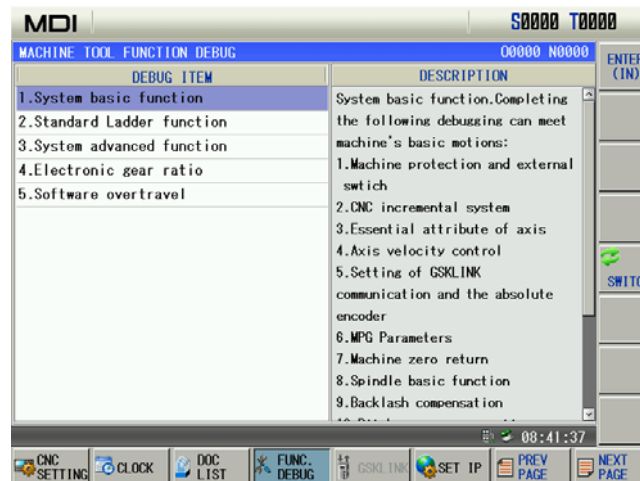 MDI S0000 T0000
MACHINE TOOL FUNCTION DEBUG O0000 N0000
DEBUG ITEM
1.System basic function
2.Standard Ladder function
3.System advanced function
4.Electronic gear ratio
5.Software overtravel
DESCRIPTION
System basic function.Completing
the following debugging can meet
machine's basic motions:
1.Machine protection and external
swtich
2.CNC incremental system
3.Essential attribute of axis
4.Axis velocity control
5.Setting of GSKLINK
communication and the absolute
encoder
6.MPG Parameters
7.Machine zero return
8.Spindle basic function
9.Backlash compensation
ENTER
(IN)
SWITC
08:41:37
CNC
SETTING
CLOCK
DOC
LIST
FUNC.
DEBUG
GSKLINK
SET IP
PREV
PAGE
NEXT
PAGE